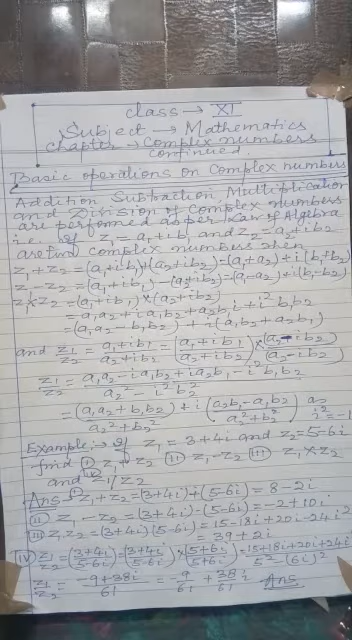 class → XI
Subject → Mathematics
Chapter → Complex numbers
continued
Basic operations on Complex numbers
Addition Subtraction, Multiplication
and Division of Complex numbers
are performed as per Law of Algebra
i.e. if z₁ = a₁+ib₁ and z₂ = a₂+ib₂
are two complex numbers then
z₁+z₂ = (a₁+ib₁)+(a₂+ib₂)=(a₁+a₂)+i(b₁+b₂)
z₁-z₂ = (a₁+ib₁)-(a₂+ib₂)=(a₁-a₂)+i(b₁-b₂)
z₁×z₂ = (a₁+ib₁)×(a₂+ib₂)
= a₁a₂+ia₁b₂+a₂b₁i+i²b₁b₂
= (a₁a₂-b₁b₂)+i(a₁b₂+a₂b₁)
and z₁/z₂ = (a₁+ib₁)/(a₂+ib₂) = (a₁+ib₁)/(a₂+ib₂) × (a₂-ib₂)/(a₂-ib₂)
z₁/z₂ = (a₁a₂-ia₁b₂+ia₂b₁-i²b₁b₂)/(a₂²-i²b₂²)
= (a₁a₂+b₁b₂)/(a₂²+b₂²) + i (a₂b₁-a₁b₂)/(a₂²+b₂²) as i²=-1
Example:- If z₁ = 3+4i and z₂=5-6i
find (i) z₁+z₂ (ii) z₁-z₂ (iii) z₁×z₂
and z₁/z₂
Ans (i) z₁+z₂ = (3+4i)+(5-6i) = 8-2i
(ii) z₁-z₂ = (3+4i)-(5-6i) = -2+10i
(iii) z₁z₂ = (3+4i)(5-6i) = 15-18i+20i-24i²
= 39+2i
(iv) z₁/z₂ = (3+4i)/(5-6i) = (3+4i)/(5-6i) × (5+6i)/(5+6i) = (15+18i+20i+24i²)/(5²-(6i)²)
z₁/z₂ = (-9+38i)/61 = -9/61 + 38/61 i Ans